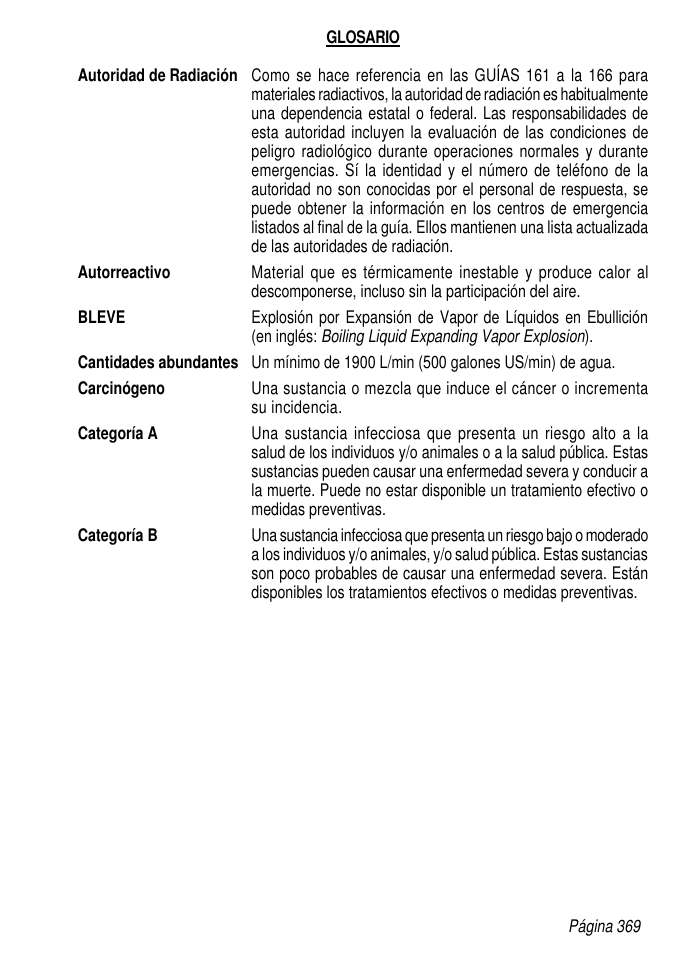 GLOSARIO
Autoridad de Radiación Como se hace referencia en las GUÍAS 161 a la 166 para
materiales radiactivos, la autoridad de radiación es habitualmente
una dependencia estatal o federal. Las responsabilidades de
esta autoridad incluyen la evaluación de las condiciones de
peligro radiológico durante operaciones normales y durante
emergencias. Sí la identidad y el número de teléfono de la
autoridad no son conocidas por el personal de respuesta, se
puede obtener la información en los centros de emergencia
listados al final de la guía. Ellos mantienen una lista actualizada
de las autoridades de radiación.
Autorreactivo Material que es térmicamente inestable y produce calor al
descomponerse, incluso sin la participación del aire.
BLEVE Explosión por Expansión de Vapor de Líquidos en Ebullición
(en inglés: Boiling Liquid Expanding Vapor Explosion).
Cantidades abundantes Un mínimo de 1900 L/min (500 galones US/min) de agua.
Carcinógeno Una sustancia o mezcla que induce el cáncer o incrementa
su incidencia.
Categoría A Una sustancia infecciosa que presenta un riesgo alto a la
salud de los individuos y/o animales o a la salud pública. Estas
sustancias pueden causar una enfermedad severa y conducir a
la muerte. Puede no estar disponible un tratamiento efectivo o
medidas preventivas.
Categoría B Una sustancia infecciosa que presenta un riesgo bajo o moderado
a los individuos y/o animales, y/o salud pública. Estas sustancias
son poco probables de causar una enfermedad severa. Están
disponibles los tratamientos efectivos o medidas preventivas.
Página 369